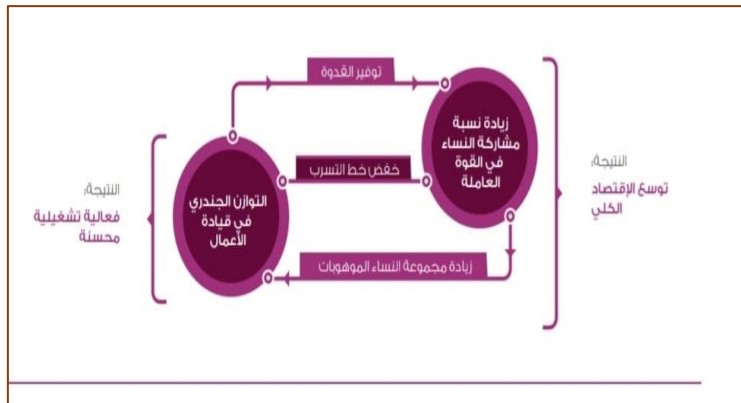 توفير القدوة
زيادة نسبة
مشاركة النساء
في القوة
العاملة
النتيجة:
توسع الإقتصاد
الكلي
خفض خط التسرب
التوازن الجندري
في قيادة
الأعمال
النتيجة:
فعالية تشغيلية
محسنة
زيادة مجموعة النساء الموهوبات